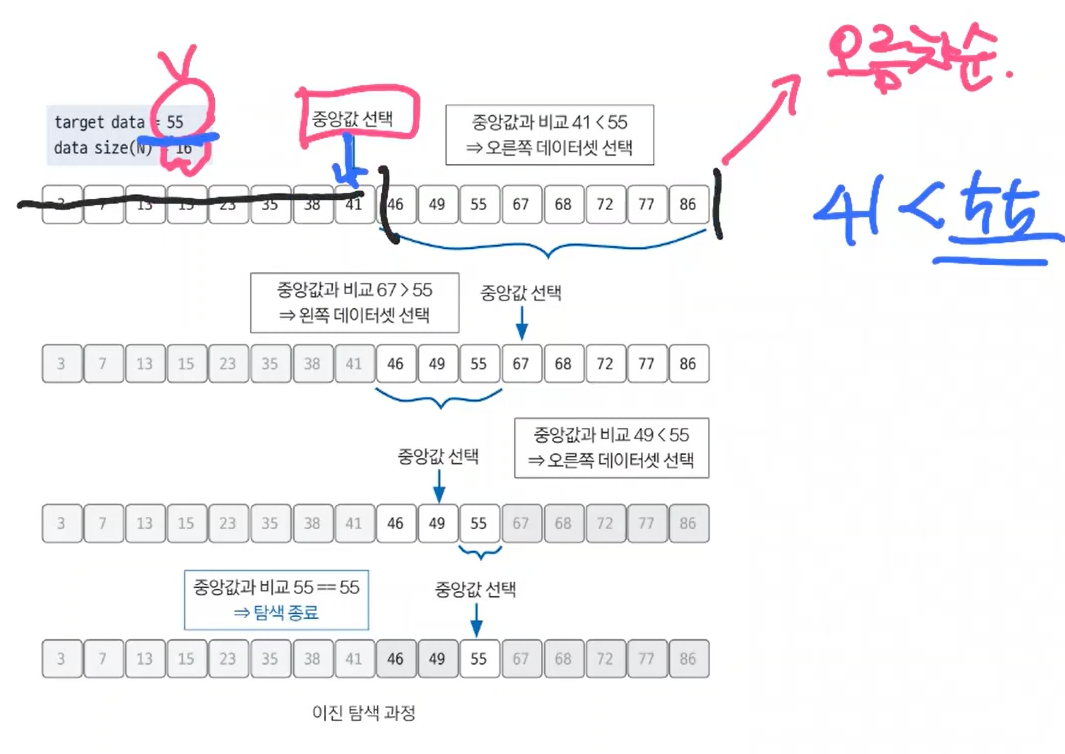 오름차순.
target data = 55
data size(N) = 16
중앙값 선택
중앙값과 비교 41 < 55
⇒ 오른쪽 데이터셋 선택
3 7 13 15 23 35 38 41 46 49 55 67 68 72 77 86
41 < 55
중앙값과 비교 67 > 55
⇒ 왼쪽 데이터셋 선택
중앙값 선택
3 7 13 15 23 35 38 41 46 49 55 67 68 72 77 86
중앙값 선택
중앙값과 비교 49 < 55
⇒ 오른쪽 데이터셋 선택
3 7 13 15 23 35 38 41 46 49 55 67 68 72 77 86
중앙값과 비교 55 == 55
⇒ 탐색 종료
중앙값 선택
3 7 13 15 23 35 38 41 46 49 55 67 68 72 77 86
이진 탐색 과정